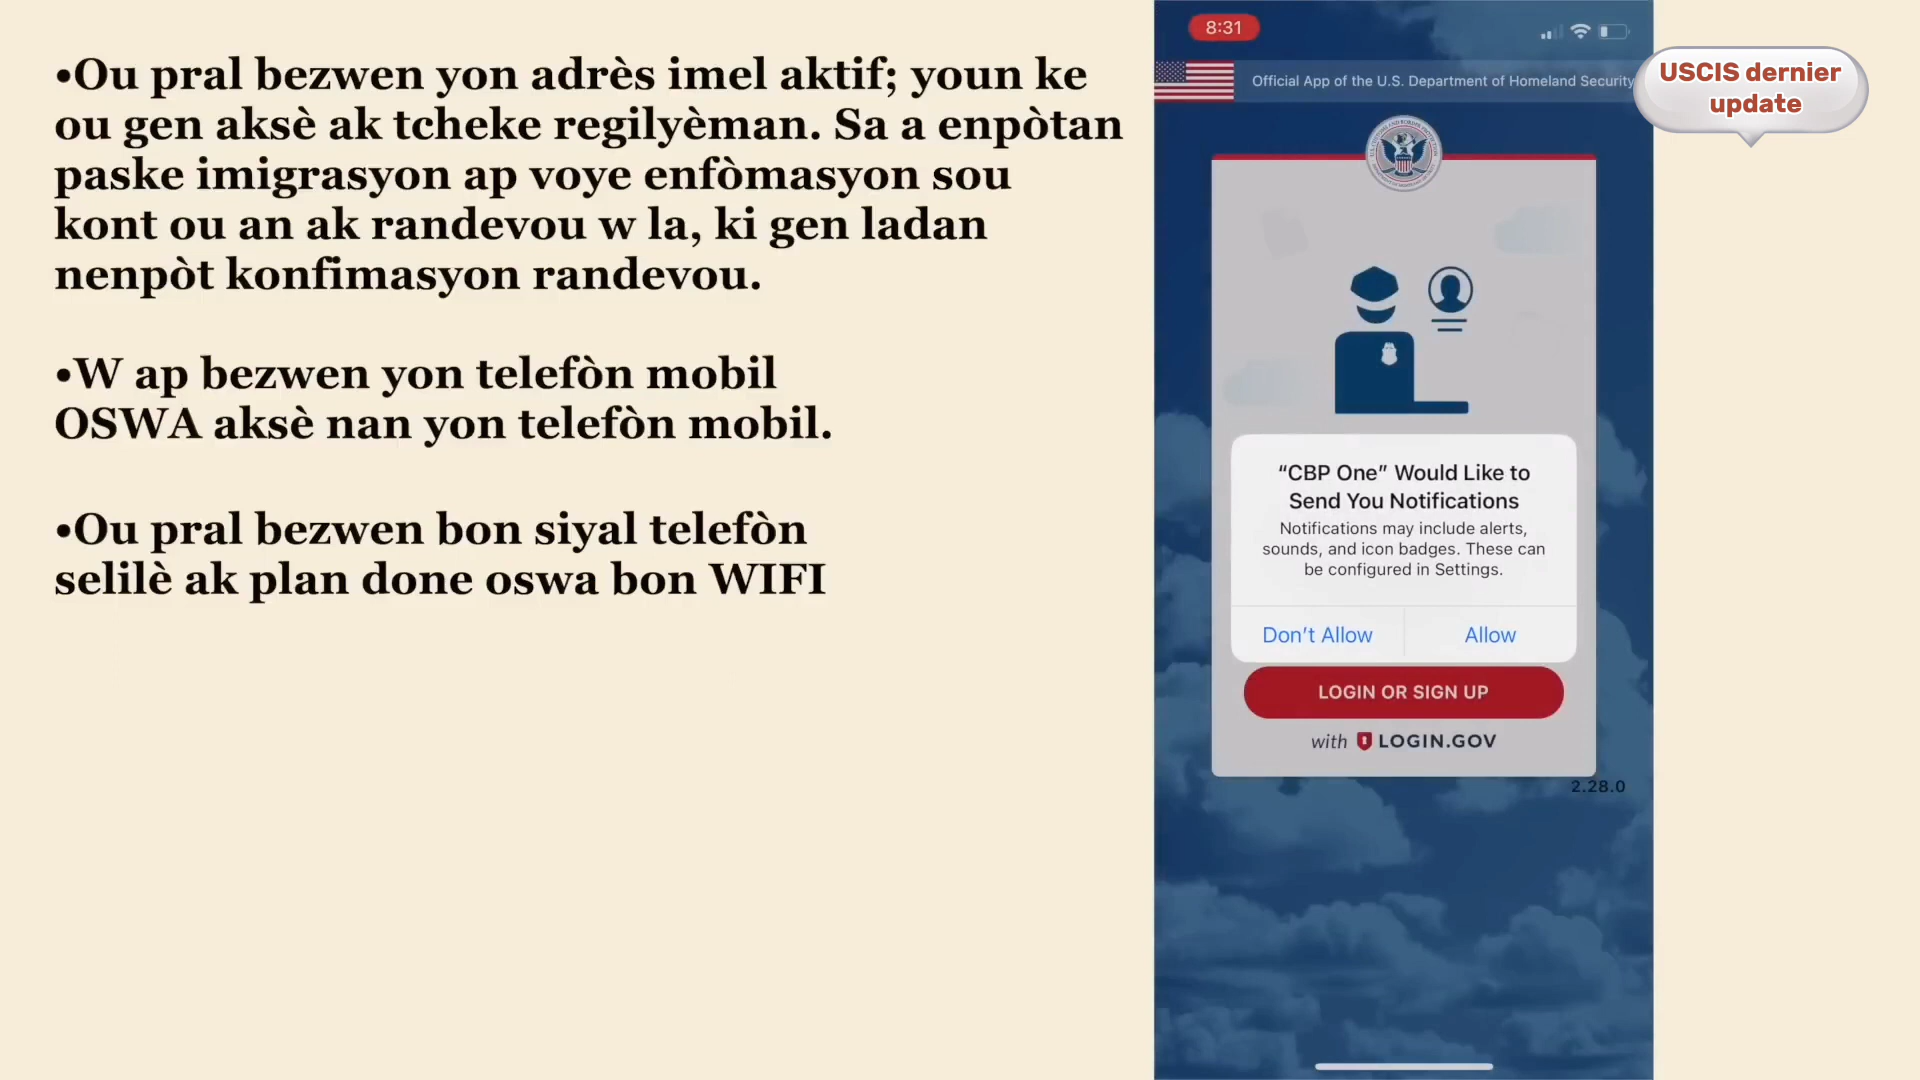 •Ou pral bezwen yon adrès imel aktif; youn ke
ou gen aksè ak tcheke regilyèman. Sa a enpòtan
paske imigrasyon ap voye enfòmasyon sou
kont ou an ak randevou w la, ki gen ladan
nenpòt konfimasyon randevou.
•W ap bezwen yon telefòn mobil
OSWA aksè nan yon telefòn mobil.
•Ou pral bezwen bon siyal telefòn
selilè ak plan done oswa bon WIFI
8:31
Official App of the U.S. Department of Homeland Security
“CBP One” Would Like to
Send You Notifications
Notifications may include alerts,
sounds, and icon badges. These can
be configured in Settings.
Don’t Allow
Allow
LOGIN OR SIGN UP
with LOGIN.GOV
2.28.0
USCIS dernier
update